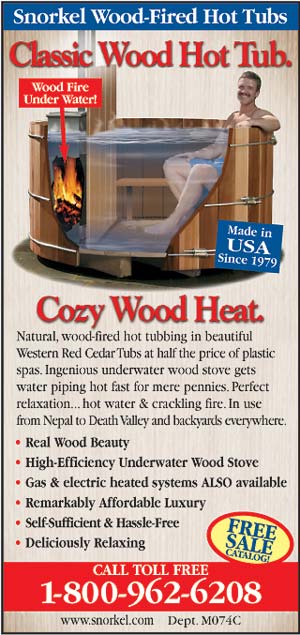 Snorkel Wood-Fired Hot Tubs
Classic Wood Hot Tub.
Wood Fire
Under Water!
Made in
USA
Since 1979
Cozy Wood Heat.
Natural, wood-fired hot tubbing in beautiful
Western Red Cedar Tubs at half the price of plastic
spas. Ingenious underwater wood stove gets
water piping hot fast for mere pennies. Perfect
relaxation... hot water & crackling fire. In use
from Nepal to Death Valley and backyards everywhere.
• Real Wood Beauty
• High-Efficiency Underwater Wood Stove
• Gas & electric heated systems ALSO available
• Remarkably Affordable Luxury
• Self-Sufficient & Hassle-Free
• Deliciously Relaxing
FREE
SALE
CATALOG!
CALL TOLL FREE
1-800-962-6208
www.snorkel.com Dept. M074C